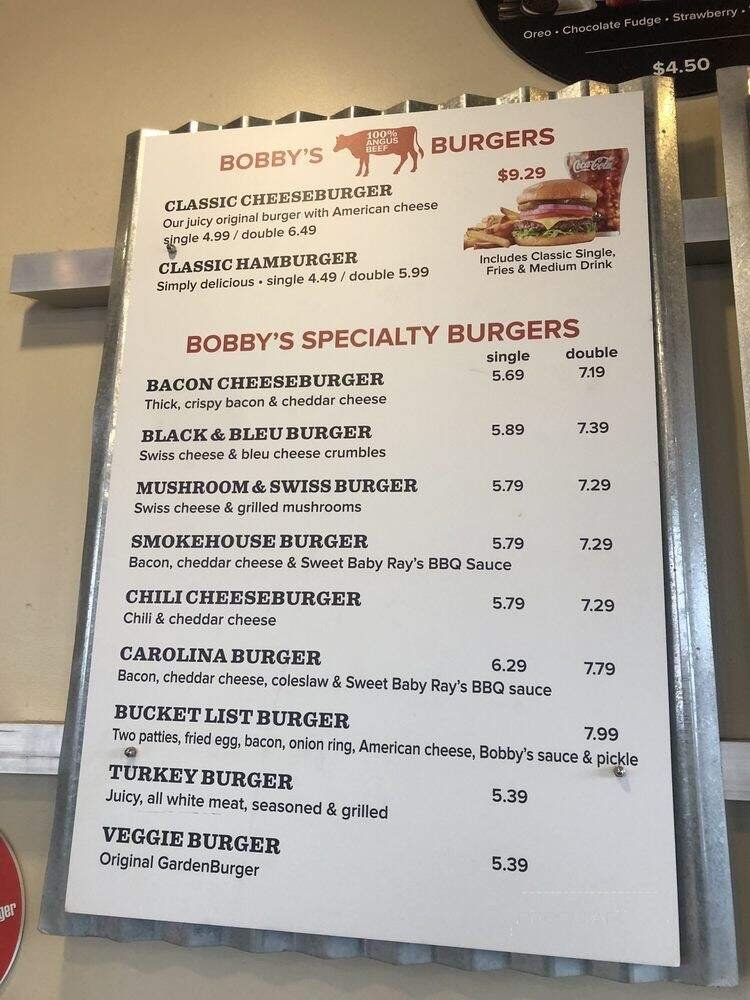 Oreo • Chocolate Fudge • Strawberry •
$4.50
BOBBY'S 100% ANGUS BEEF BURGERS
CLASSIC CHEESEBURGER
Our juicy original burger with American cheese
single 4.99 / double 6.49
CLASSIC HAMBURGER
Simply delicious • single 4.49 / double 5.99
$9.29
Coca-Cola
Includes Classic Single,
Fries & Medium Drink
BOBBY'S SPECIALTY BURGERS
single double
BACON CHEESEBURGER 5.69 7.19
Thick, crispy bacon & cheddar cheese
BLACK & BLEU BURGER 5.89 7.39
Swiss cheese & bleu cheese crumbles
MUSHROOM & SWISS BURGER 5.79 7.29
Swiss cheese & grilled mushrooms
SMOKEHOUSE BURGER 5.79 7.29
Bacon, cheddar cheese & Sweet Baby Ray's BBQ Sauce
CHILI CHEESEBURGER 5.79 7.29
Chili & cheddar cheese
CAROLINA BURGER 6.29 7.79
Bacon, cheddar cheese, coleslaw & Sweet Baby Ray's BBQ sauce
BUCKET LIST BURGER 7.99
Two patties, fried egg, bacon, onion ring, American cheese, Bobby's sauce & pickle
TURKEY BURGER 5.39
Juicy, all white meat, seasoned & grilled
VEGGIE BURGER 5.39
Original GardenBurger